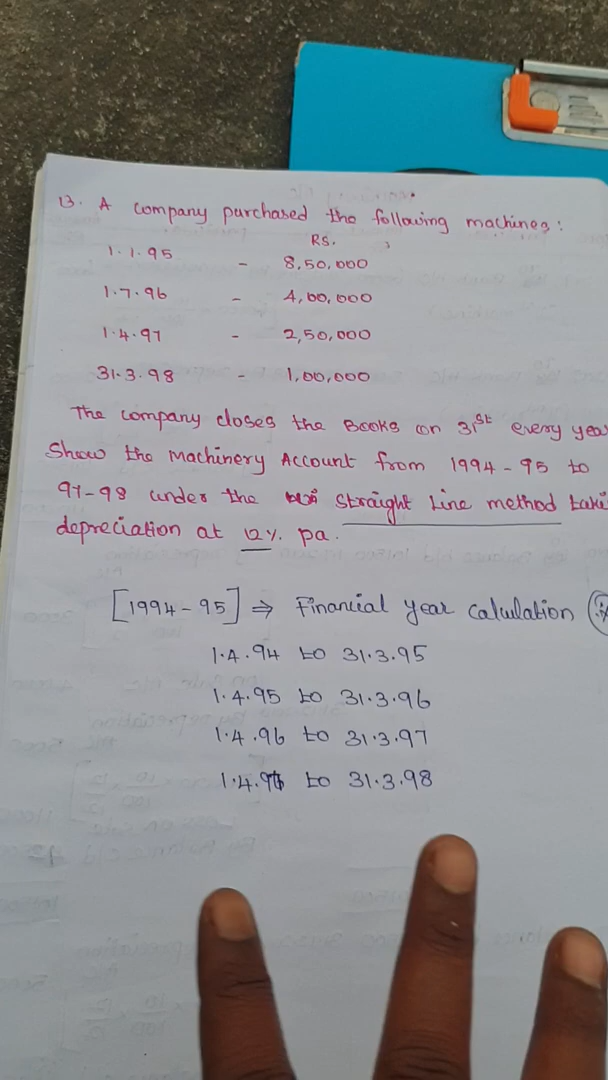 13. A company purchased the following machines:
RS.
1.1.95 - 8,50,000
1.7.96 - 4,00,000
1.4.97 - 2,50,000
31.3.98 - 1,00,000
The company closes the Books on 31st every year
Show the Machinery Account from 1994-95 to
97-98 under the straight Line method taki
depreciation at 12% pa.
[1994-95] ⇒ Financial year calculation
1.4.94 to 31.3.95
1.4.95 to 31.3.96
1.4.96 to 31.3.97
1.4.97 to 31.3.98